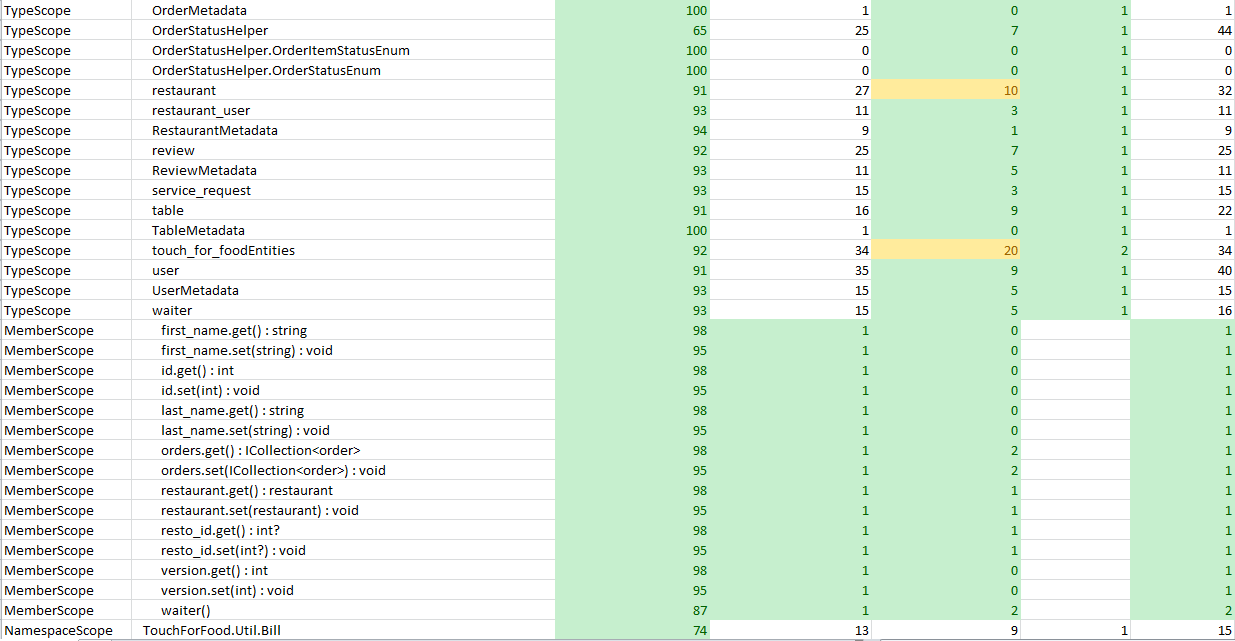 TypeScope OrderMetadata 100 1 0 1 1
TypeScope OrderStatusHelper 65 25 7 1 44
TypeScope OrderStatusHelper.OrderItemStatusEnum 100 0 0 1 0
TypeScope OrderStatusHelper.OrderStatusEnum 100 0 0 1 0
TypeScope restaurant 91 27 10 1 32
TypeScope restaurant_user 93 11 3 1 11
TypeScope RestaurantMetadata 94 9 1 1 9
TypeScope review 92 25 7 1 25
TypeScope ReviewMetadata 93 11 5 1 11
TypeScope service_request 93 15 3 1 15
TypeScope table 91 16 9 1 22
TypeScope TableMetadata 100 1 0 1 1
TypeScope touch_for_foodEntities 92 34 20 2 34
TypeScope user 91 35 9 1 40
TypeScope UserMetadata 93 15 5 1 15
TypeScope waiter 93 15 5 1 16
MemberScope first_name.get() : string 98 1 0 1
MemberScope first_name.set(string) : void 95 1 0 1
MemberScope id.get() : int 98 1 0 1
MemberScope id.set(int) : void 95 1 0 1
MemberScope last_name.get() : string 98 1 0 1
MemberScope last_name.set(string) : void 95 1 0 1
MemberScope orders.get() : ICollection<order> 98 1 2 1
MemberScope orders.set(ICollection<order>) : void 95 1 2 1
MemberScope restaurant.get() : restaurant 98 1 1 1
MemberScope restaurant.set(restaurant) : void 95 1 1 1
MemberScope resto_id.get() : int? 98 1 1 1
MemberScope resto_id.set(int?) : void 95 1 1 1
MemberScope version.get() : int 98 1 0 1
MemberScope version.set(int) : void 95 1 0 1
MemberScope waiter() 87 1 2 2
NamespaceScope TouchForFood.Util.Bill 74 13 9 1 15